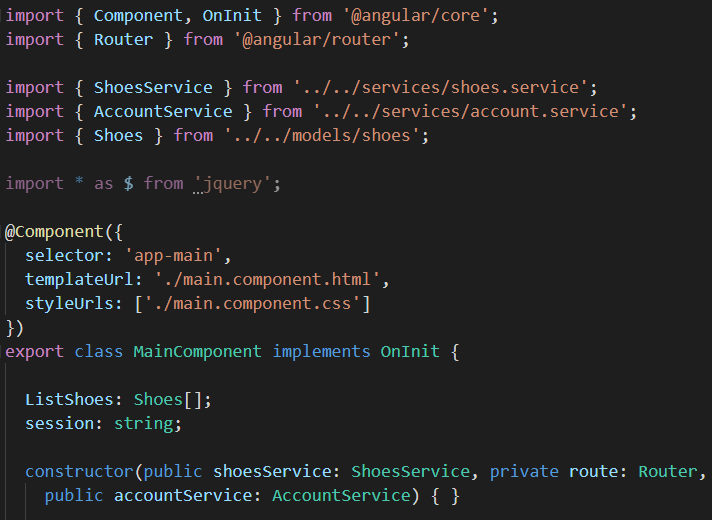 import { Component, OnInit } from '@angular/core';
import { Router } from '@angular/router';
import { ShoesService } from '../../services/shoes.service';
import { AccountService } from '../../services/account.service';
import { Shoes } from '../../models/shoes';
import * as $ from 'jquery';
@Component({
  selector: 'app-main',
  templateUrl: './main.component.html',
  styleUrls: ['./main.component.css']
})
export class MainComponent implements OnInit {
  ListShoes: Shoes[];
  session: string;
  constructor(public shoesService: ShoesService, private route: Router,
    public accountService: AccountService) { }